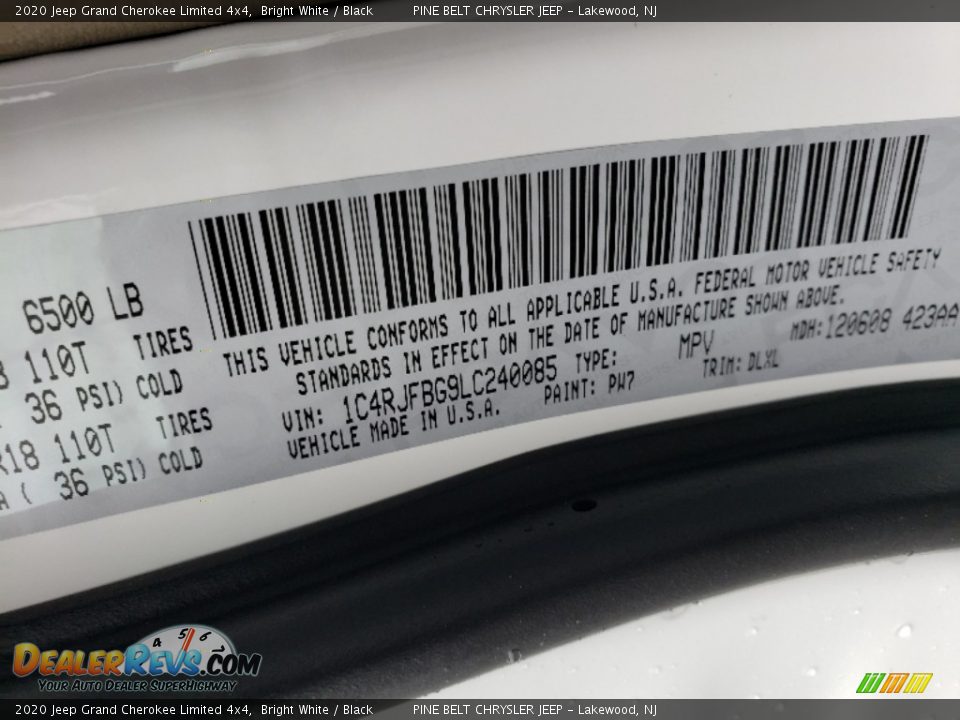 2020 Jeep Grand Cherokee Limited 4x4, Bright White / Black PINE BELT CHRYSLER JEEP - Lakewood, NJ
6500 LB
110T TIRES
36 PSI) COLD
R18 110T TIRES
( 36 PSI) COLD
THIS VEHICLE CONFORMS TO ALL APPLICABLE U.S.A. FEDERAL MOTOR VEHICLE SAFETY
STANDARDS IN EFFECT ON THE DATE OF MANUFACTURE SHOWN ABOVE.
VIN: 1C4RJFBG9LC240085 TYPE: MPV MDH: 120608 423AA
VEHICLE MADE IN U.S.A. PAINT: PW7 TRIM: DLXL
4 5 6
DEALERREVS.COM
YOUR AUTO DEALER SUPERHIGHWAY
2020 Jeep Grand Cherokee Limited 4x4, Bright White / Black PINE BELT CHRYSLER JEEP - Lakewood, NJ